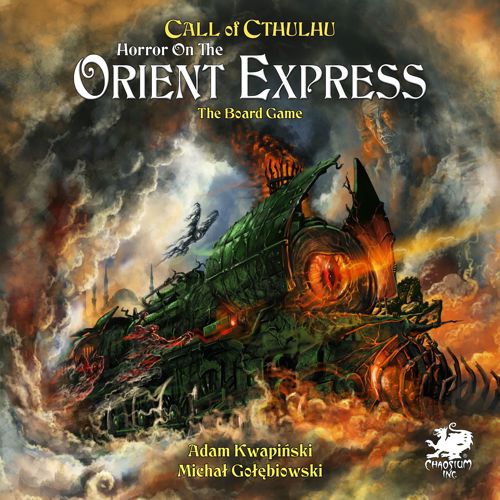 Call of Cthulhu
Horror On The
Orient Express
The Board Game
Adam Kwapiński
Michał Gołębiowski
Chaosium
Inc.